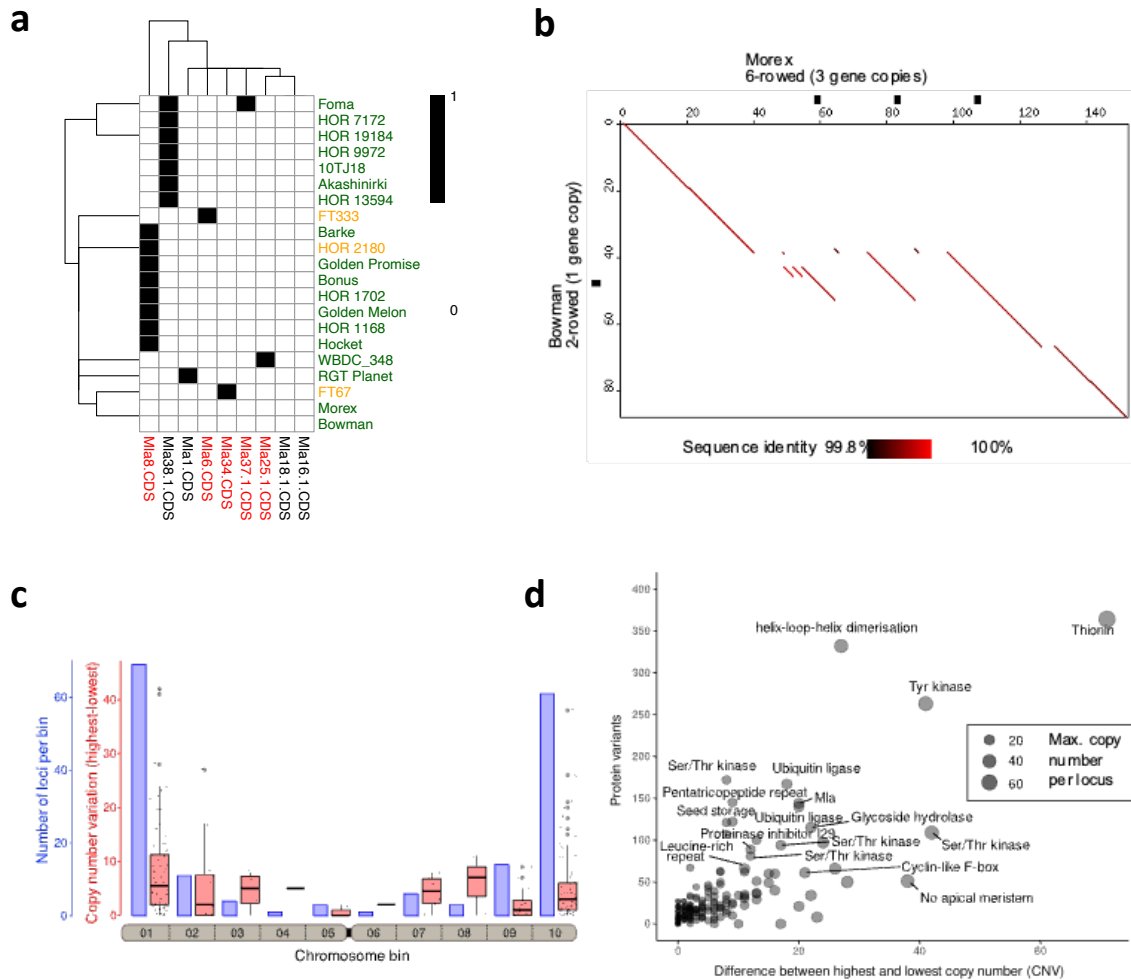 a
1
0
Foma
HOR 7172
HOR 19184
HOR 9972
10TJ18
Akashinirki
HOR 13594
FT333
Barke
HOR 2180
Golden Promise
Bonus
HOR 1702
Golden Melon
HOR 1168
Hocket
WBDC_348
RGT Planet
FT67
Morex
Bowman
Mla8.CDS
Mla38.1.CDS
Mla1.CDS
Mla6.CDS
Mla34.CDS
Mla37.1.CDS
Mla25.1.CDS
Mla18.1.CDS
Mla16.1.CDS
b
Morex
6-rowed (3 gene copies)
0 20 40 60 80 100 120 140
0
20
40
60
80
Bowman
2-rowed (1 gene copy)
Sequence identity 99.8% 100%
c
Number of loci per bin
0
20
40
60
Copy number variation (highest-lowest)
0
10
20
30
40
01 02 03 04 05 06 07 08 09 10
Chromosome bin
d
Protein variants
400
350
300
250
200
150
100
50
0
helix-loop-helix dimerisation
Thionin
Tyr kinase
Ser/Thr kinase
Ubiquitin ligase
Pentatricopeptide repeat
Mla
Seed storage
Ubiquitin ligase
Glycoside hydrolase
Proteinase inhibitor I29
Ser/Thr kinase
Ser/Thr kinase
Leucine-rich
repeat
Ser/Thr kinase
Cyclin-like F-box
No apical meristem
20 Max. copy
40 number
60 per locus
0 20 40 60
Difference between highest and lowest copy number (CNV)